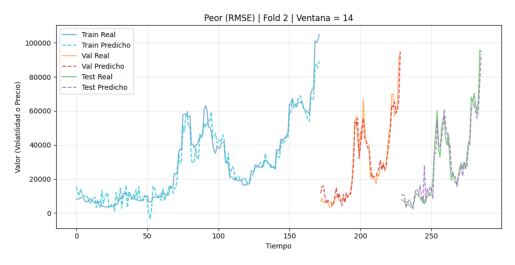 Peor (RMSE) | Fold 2 | Ventana = 14
Valor (Volatilidad o Precio)
100000
80000
60000
40000
20000
0
Train Real
Train Predicho
Val Real
Val Predicho
Test Real
Test Predicho
0
50
100
150
200
250
Tiempo